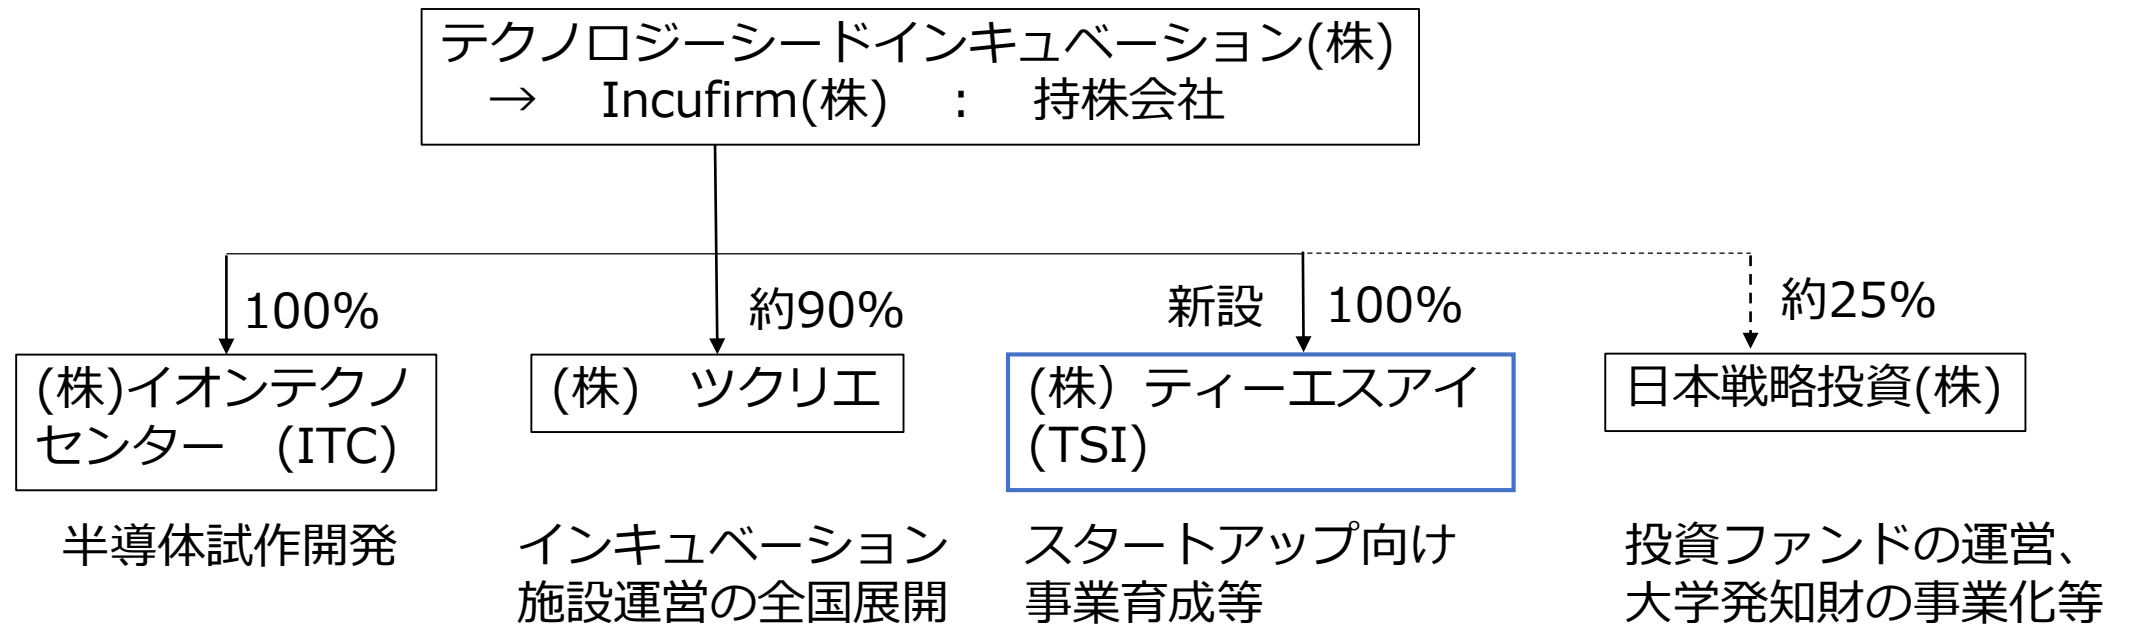 テクノロジーシードインキュベーション(株)
→ Incufirm(株) : 持株会社
100%
約90%
新設 100%
約25%
(株)イオンテクノ
センター (ITC)
(株) ツクリエ
(株）ティーエスアイ
(TSI)
日本戦略投資(株)
半導体試作開発
インキュベーション
施設運営の全国展開
スタートアップ向け
事業育成等
投資ファンドの運営、
大学発知財の事業化等